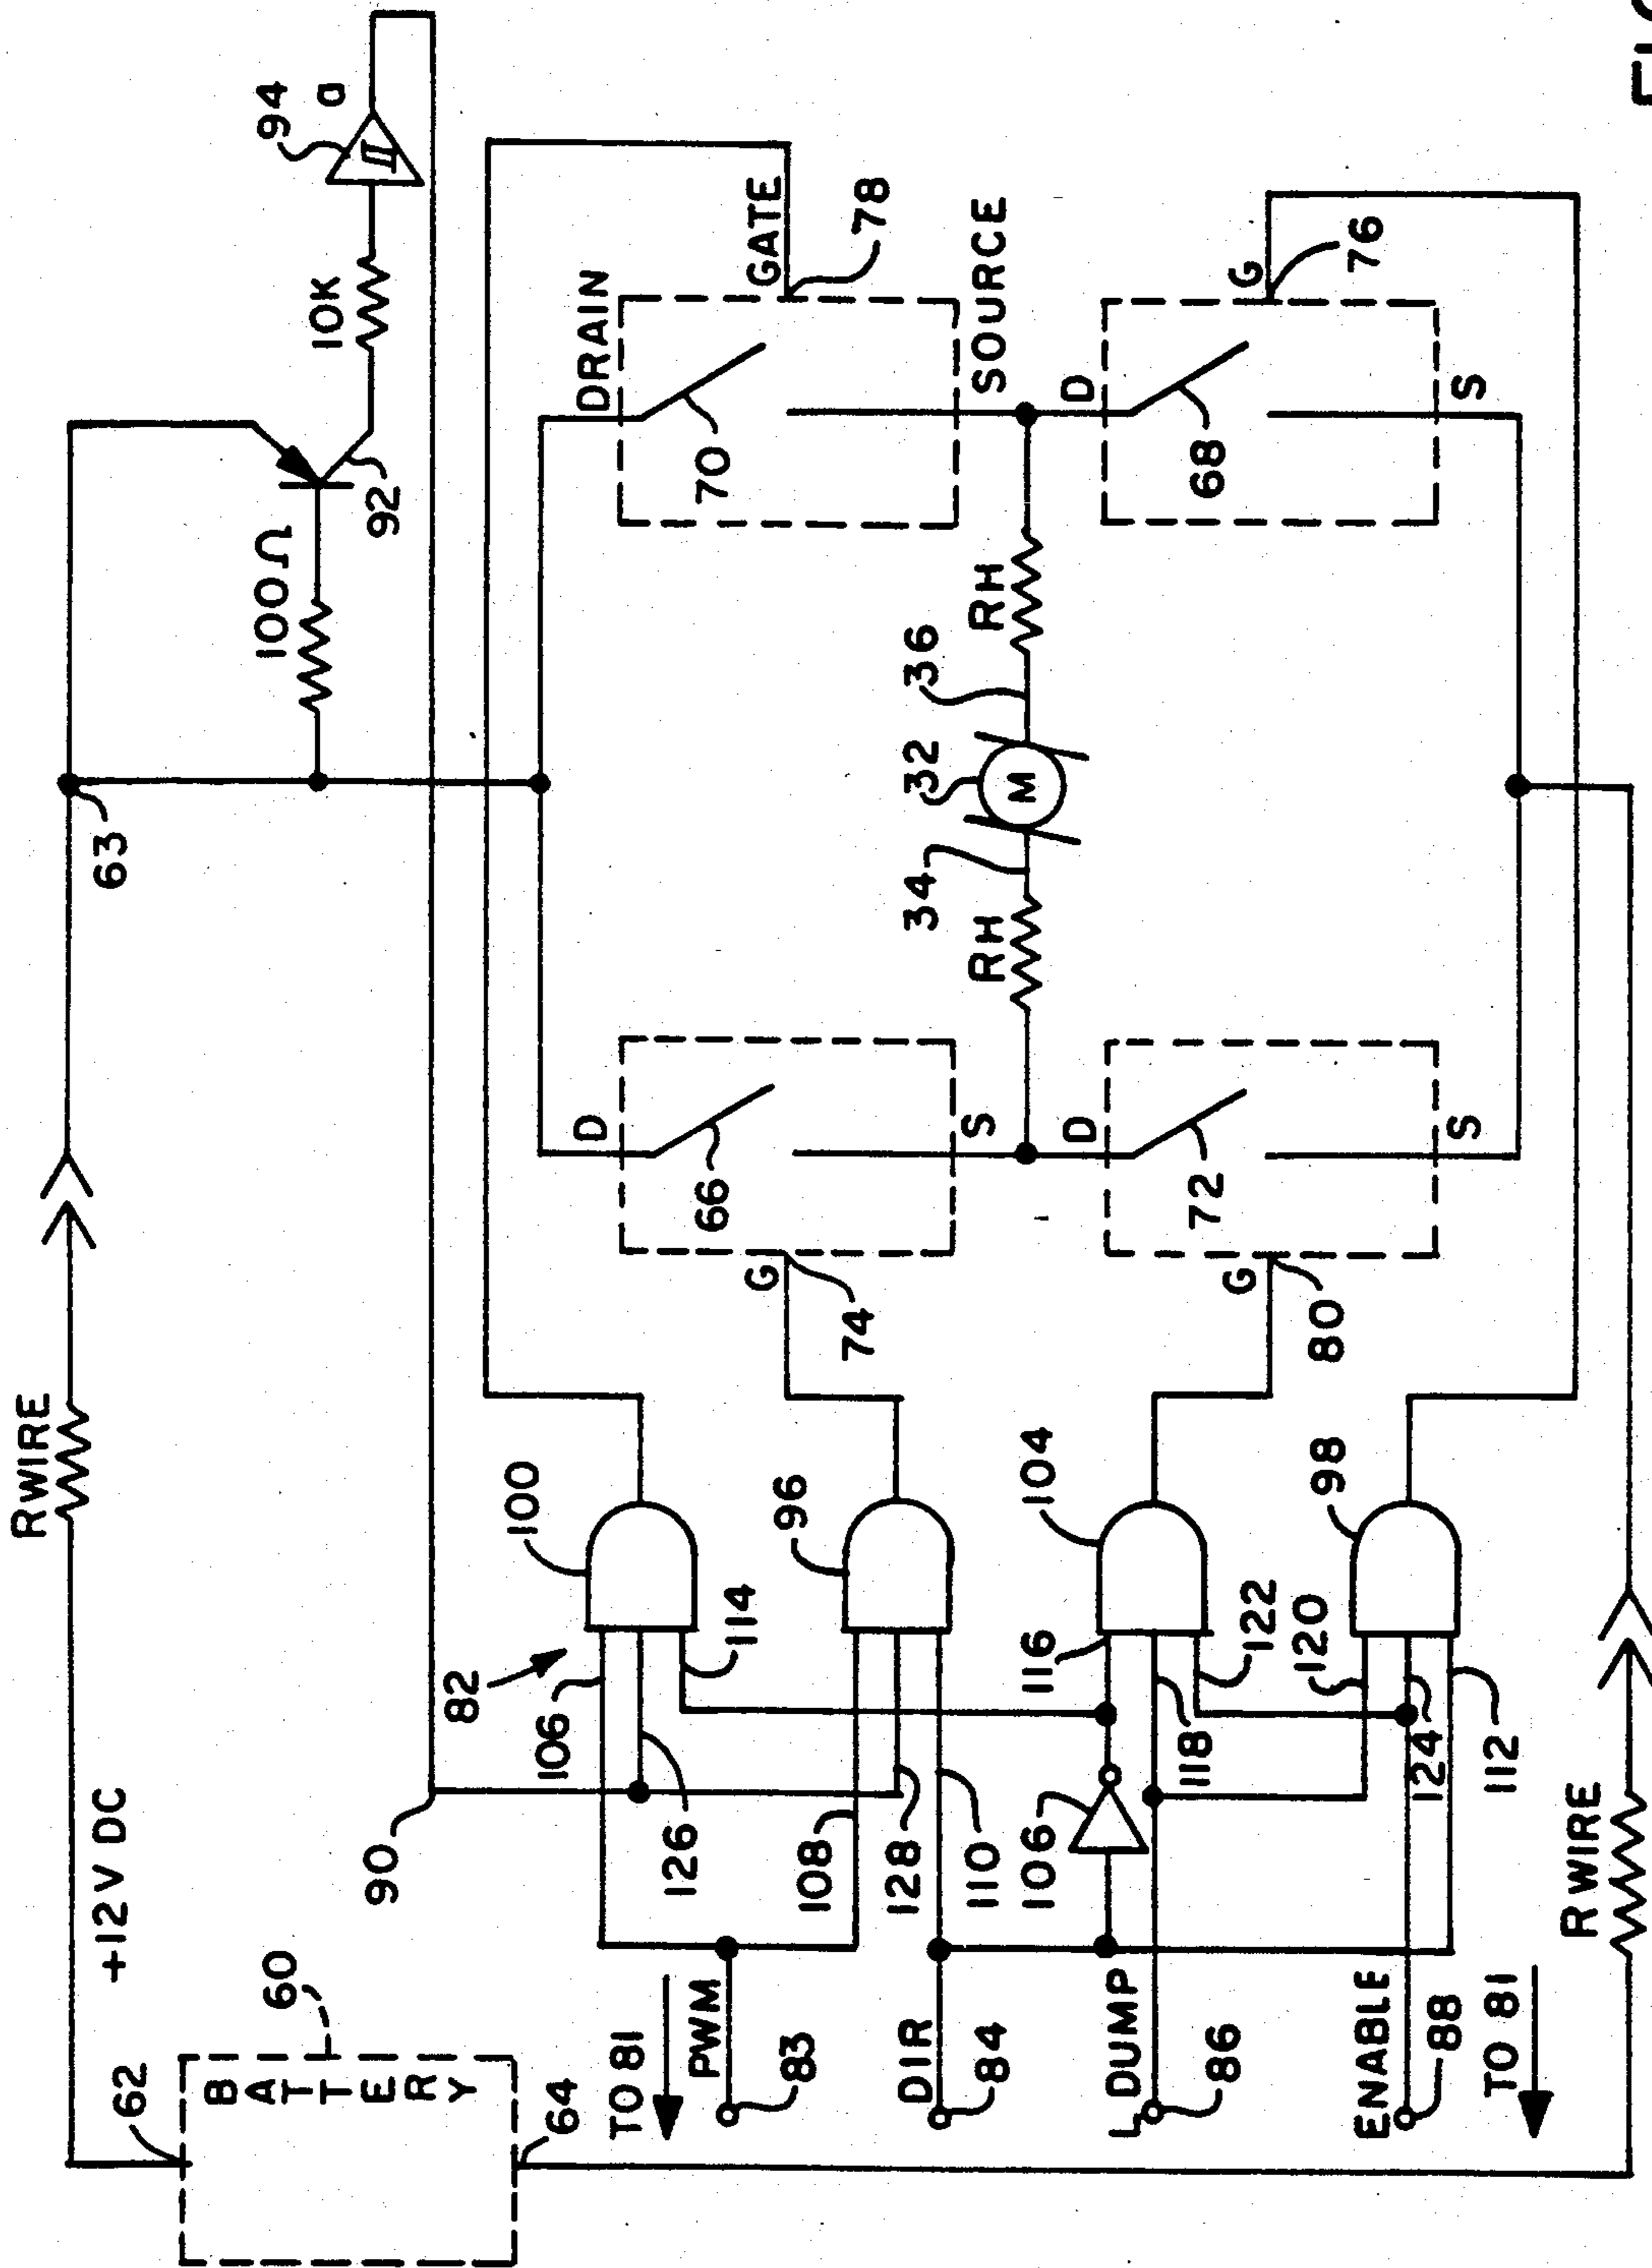 RWIRE
+12V DC
63
62
60
100Ω
94
BATTERY
10K
a
90
92
82
100
106
64
D
DRAIN
TO 81
126
PWM
66
70
114
G
GATE
83
96
108
74
78
128
DIR
34
32
36
84
110
S
RH
RH
SOURCE
M
106
116
104
D
D
L DUMP
118
72
68
86
G
G
122
120
80
98
76
ENABLE
124
88
S
S
TO 81
112
RWIRE